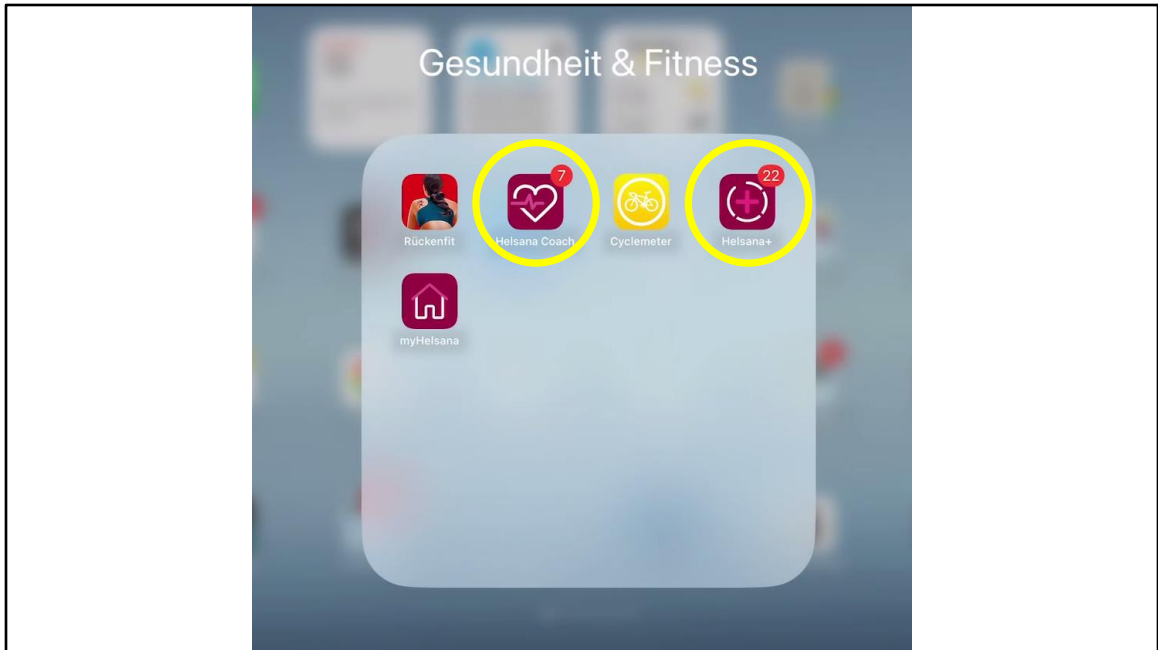 Gesundheit & Fitness
7
22
Rückenfit
Helsana Coach
Cyclemeter
Helsana+
myHelsana